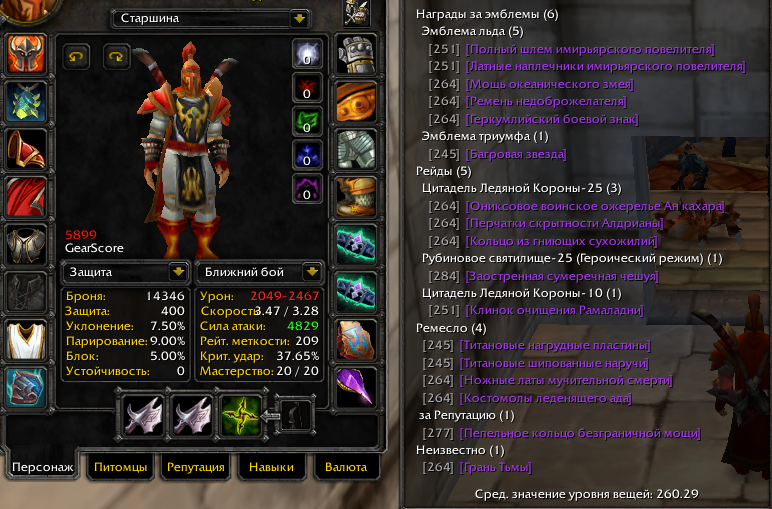 Старшина
0
0
0
0
0
5899
GearScore
Защита
Ближний бой
Броня: 14346
Защита: 400
Уклонение: 7.50%
Парирование: 9.00%
Блок: 5.00%
Устойчивость: 0
Урон: 2049-2467
Скорость: 3.47 / 3.28
Сила атаки: 4829
Рейт. меткости: 209
Крит. удар: 37.65%
Мастерство: 20 / 20
Персонаж
Питомцы
Репутация
Навыки
Валюта
Награды за эмблемы (6)
Эмблема льда (5)
[251] [Полный шлем имирьярского повелителя]
[251] [Латные наплечники имирьярского повелителя]
[264] [Мощь океанического змея]
[264] [Ремень недоброжелателя]
[264] [Геркумлийский боевой знак]
Эмблема триумфа (1)
[245] [Багровая звезда]
Рейды (5)
Цитадель Ледяной Короны-25 (3)
[264] [Ониксовое воинское ожерелье Ан'кахара]
[264] [Перчатки скрытности Алдрианы]
[264] [Кольцо из гниющих сухожилий]
Рубиновое святилище-25 (Героический режим) (1)
[284] [Заостренная сумеречная чешуя]
Цитадель Ледяной Короны-10 (1)
[251] [Клинок очищения Рамаладни]
Ремесло (4)
[245] [Титановые нагрудные пластины]
[245] [Титановые шипованные наручи]
[264] [Ножные латы мучительной смерти]
[264] [Костомолы леденящего ада]
за Репутацию (1)
[277] [Пепельное кольцо безграничной мощи]
Неизвестно (1)
[264] [Грань Тьмы]
Сред. значение уровня вещей: 260.29